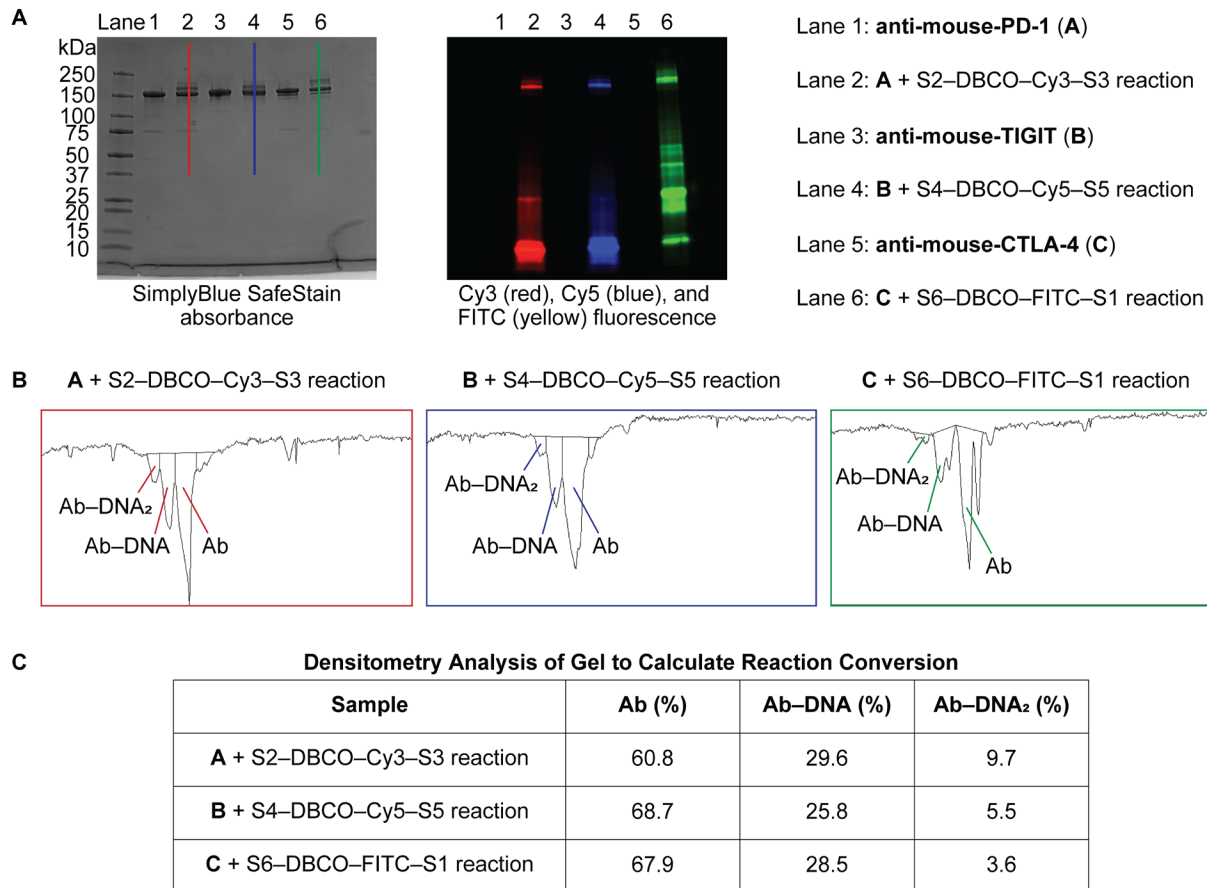 A
Lane 1 2 3 4 5 6
kDa
250
150
100
75
50
37
25
20
15
10
SimplyBlue SafeStain
absorbance
1 2 3 4 5 6
Cy3 (red), Cy5 (blue), and
FITC (yellow) fluorescence
Lane 1: anti-mouse-PD-1 (A)
Lane 2: A + S2–DBCO–Cy3–S3 reaction
Lane 3: anti-mouse-TIGIT (B)
Lane 4: B + S4–DBCO–Cy5–S5 reaction
Lane 5: anti-mouse-CTLA-4 (C)
Lane 6: C + S6–DBCO–FITC–S1 reaction
B
A + S2–DBCO–Cy3–S3 reaction
Ab–DNA₂
Ab–DNA
Ab
B + S4–DBCO–Cy5–S5 reaction
Ab–DNA₂
Ab–DNA
Ab
C + S6–DBCO–FITC–S1 reaction
Ab–DNA₂
Ab–DNA
Ab
C
Densitometry Analysis of Gel to Calculate Reaction Conversion
Sample Ab (%) Ab–DNA (%) Ab–DNA₂ (%)
A + S2–DBCO–Cy3–S3 reaction 60.8 29.6 9.7
B + S4–DBCO–Cy5–S5 reaction 68.7 25.8 5.5
C + S6–DBCO–FITC–S1 reaction 67.9 28.5 3.6